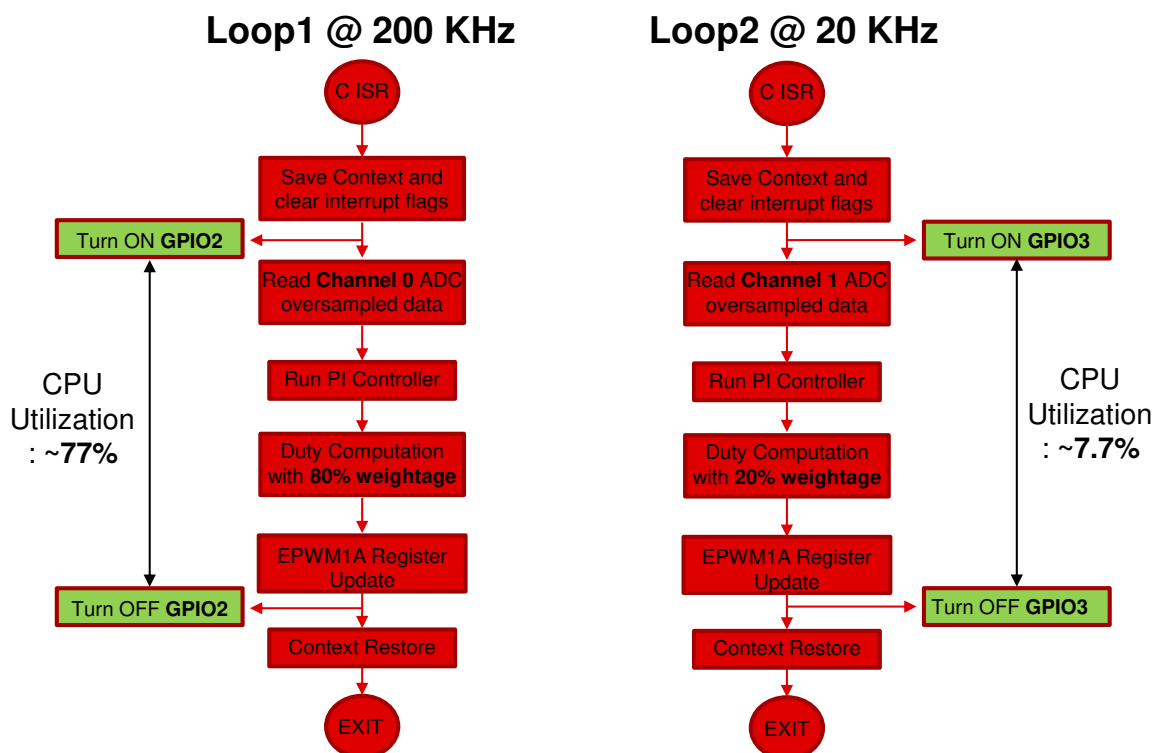 Loop1 @ 200 KHz
C ISR
Save Context and
clear interrupt flags
Turn ON GPIO2
Read Channel 0 ADC
oversampled data
Run PI Controller
CPU
Utilization
: ~77%
Duty Computation
with 80% weightage
EPWM1A Register
Update
Turn OFF GPIO2
Context Restore
EXIT
Loop2 @ 20 KHz
C ISR
Save Context and
clear interrupt flags
Turn ON GPIO3
Read Channel 1 ADC
oversampled data
Run PI Controller
CPU
Utilization
: ~7.7%
Duty Computation
with 20% weightage
EPWM1A Register
Update
Turn OFF GPIO3
Context Restore
EXIT